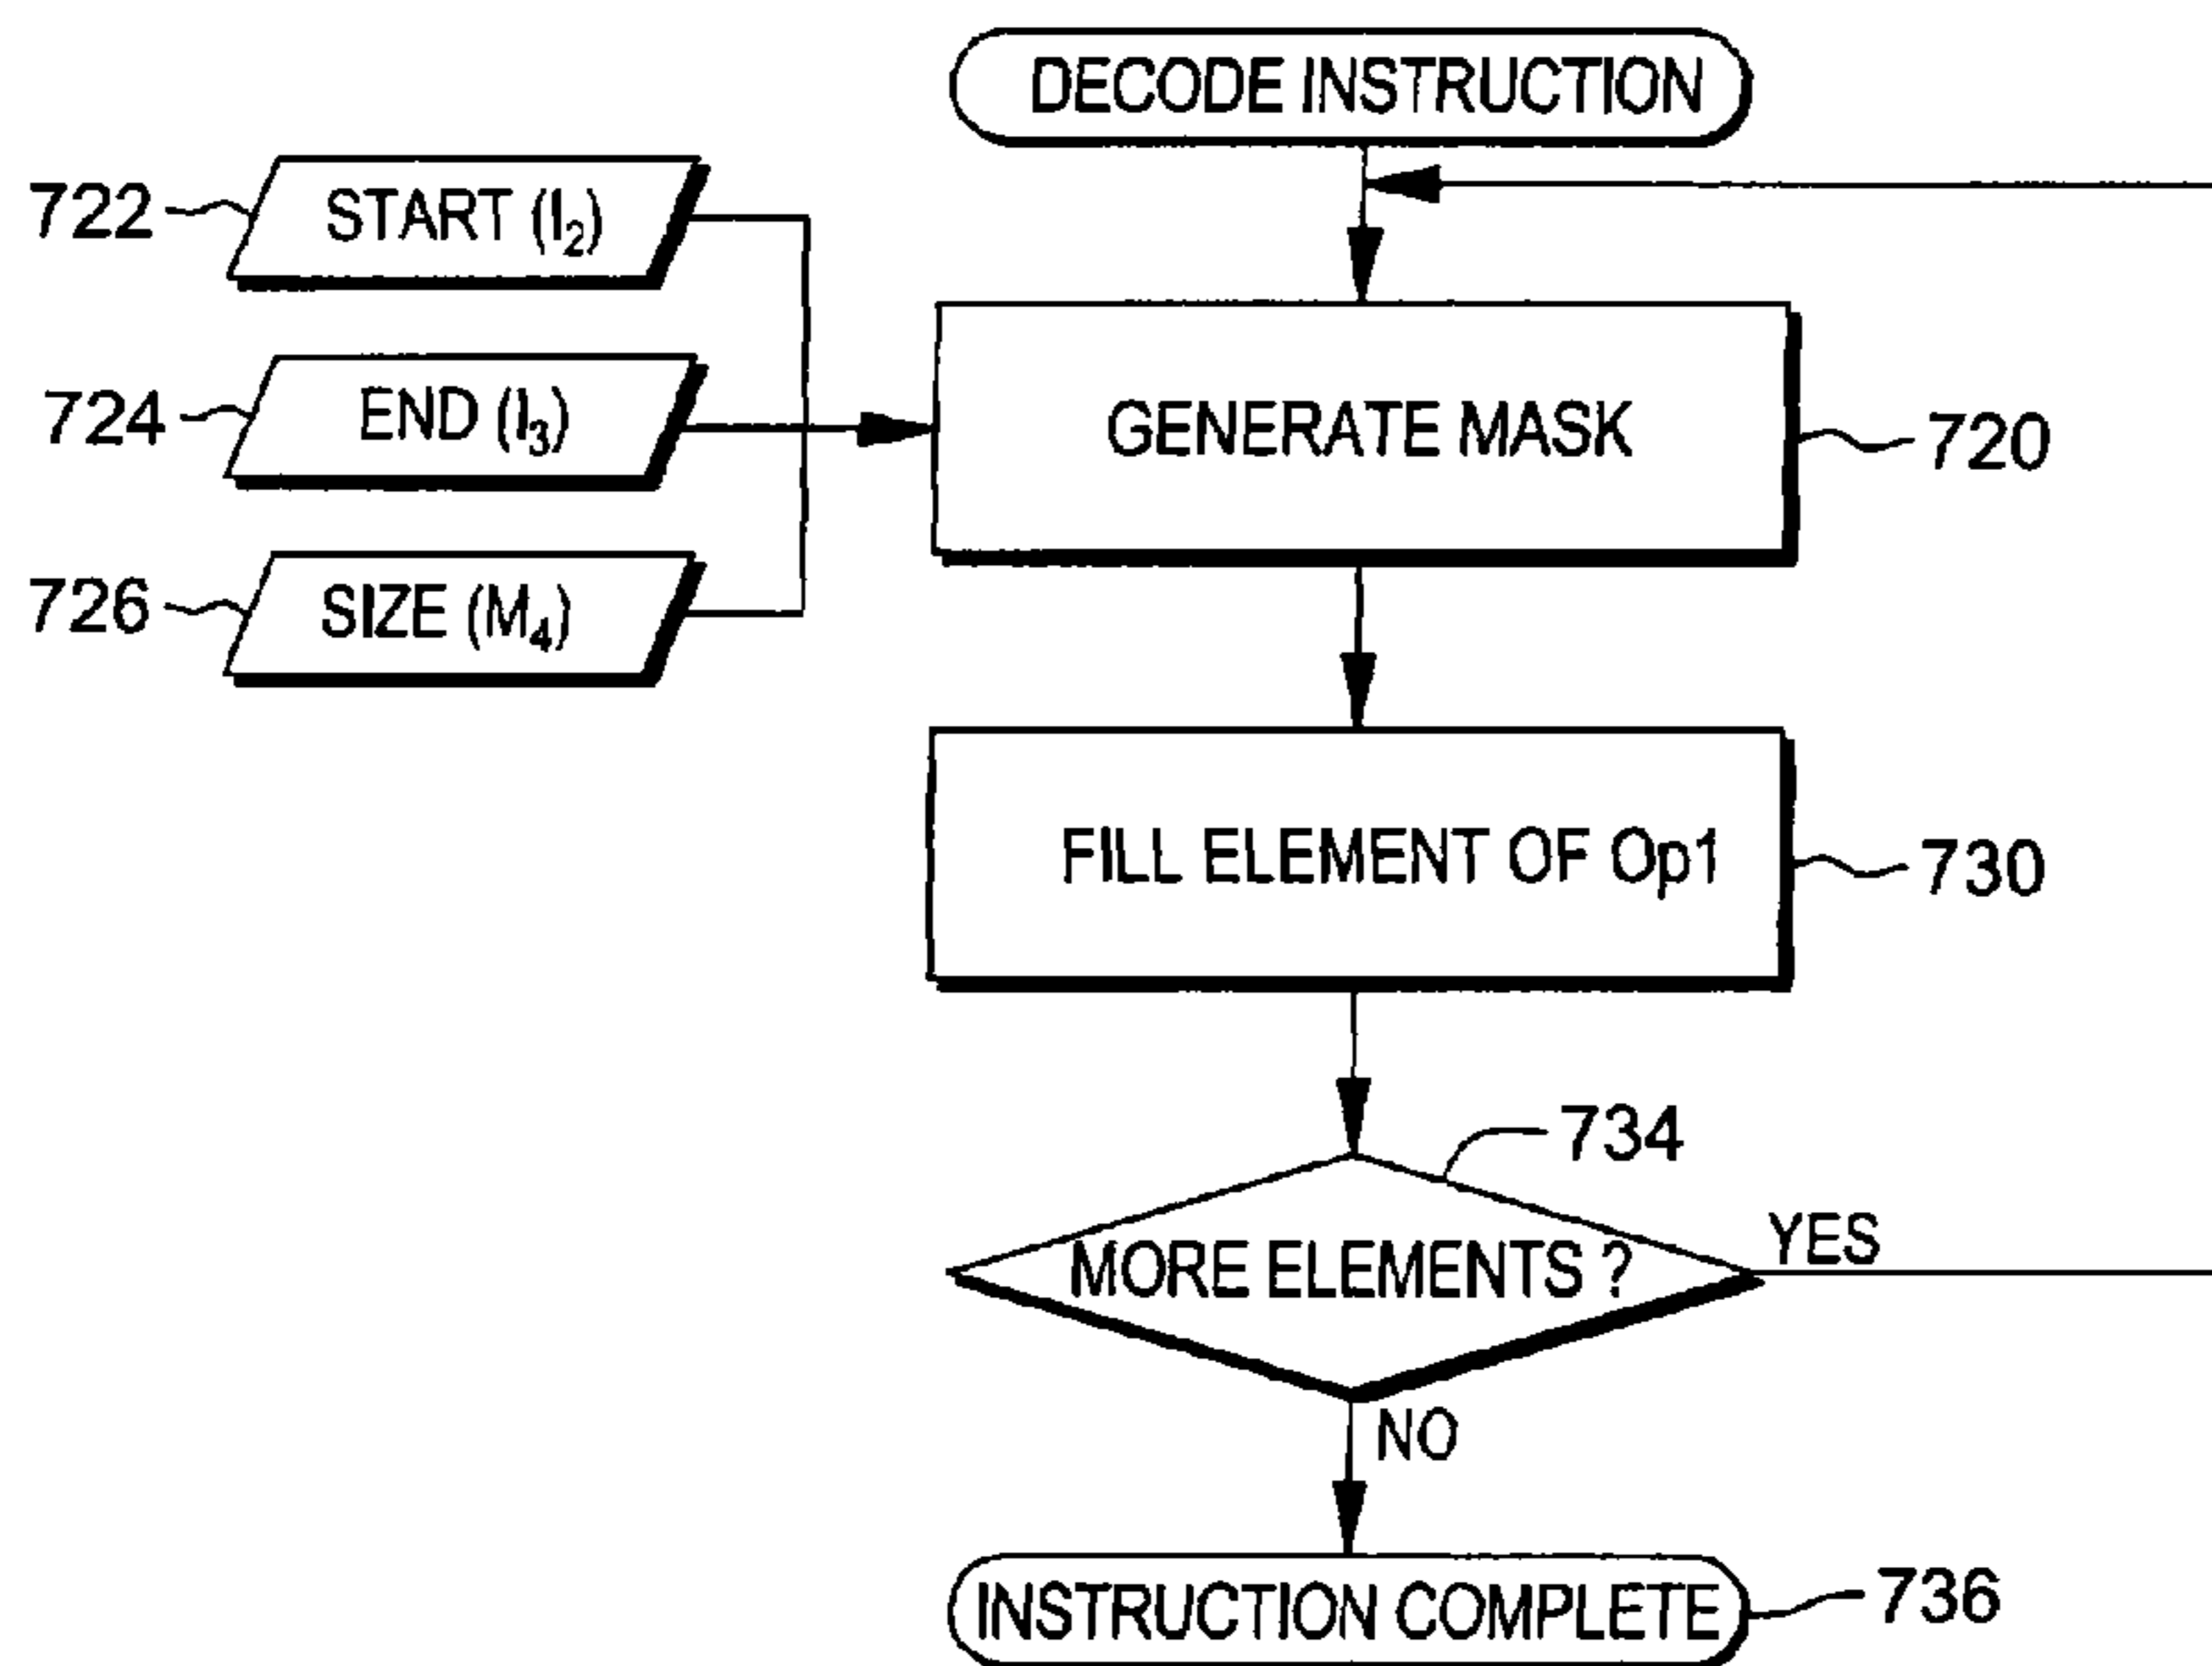 DECODE INSTRUCTION
722
START (I2)
724
END (I3)
726
SIZE (M4)
GENERATE MASK
720
FILL ELEMENT OF Op1
730
734
MORE ELEMENTS ?
YES
NO
INSTRUCTION COMPLETE
736